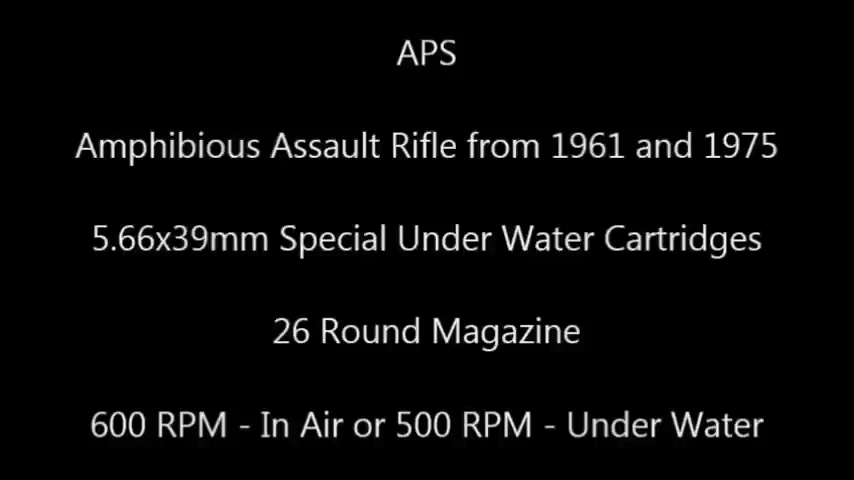 APS
Amphibious Assault Rifle from 1961 and 1975
5.66x39mm Special Under Water Cartridges
26 Round Magazine
600 RPM - In Air or 500 RPM - Under Water